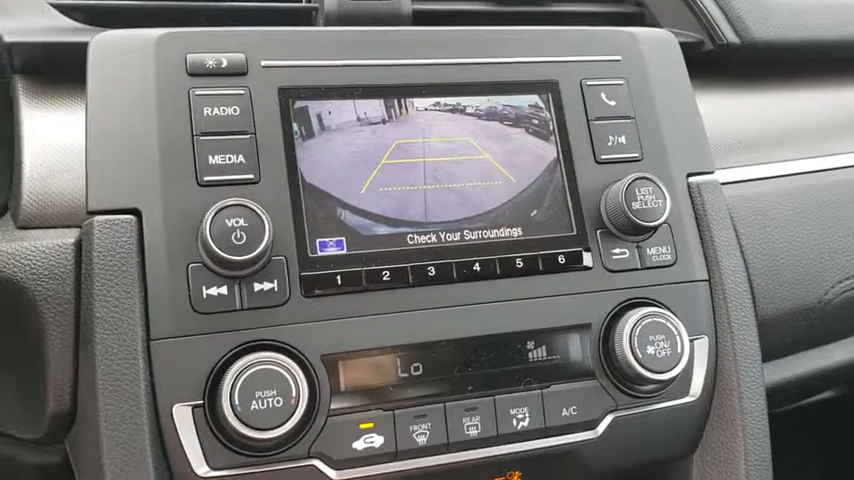 RADIO
MEDIA
VOL
LIST
PUSH
SELECT
MENU
CLOCK
Check Your Surroundings
1 2 3 4 5 6
Lo
PUSH
AUTO
FRONT
REAR
MODE
A/C
PUSH
ON/
OFF